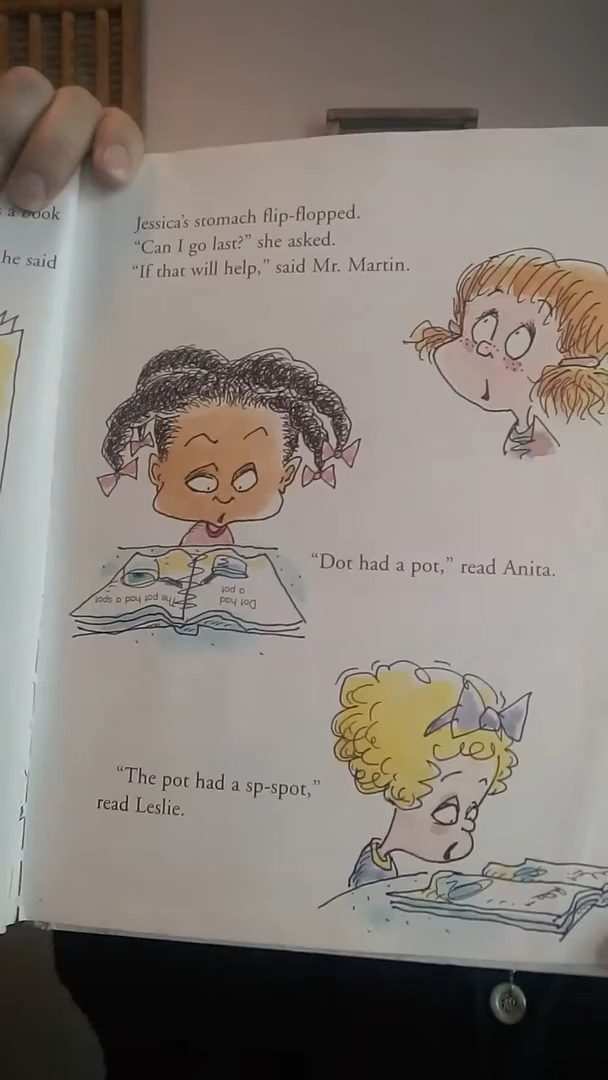 a book
he said
Jessica's stomach flip-flopped.
"Can I go last?" she asked.
"If that will help," said Mr. Martin.
"Dot had a pot," read Anita.
Dot had
a pot
The pot had a spot
"The pot had a sp-spot,"
read Leslie.